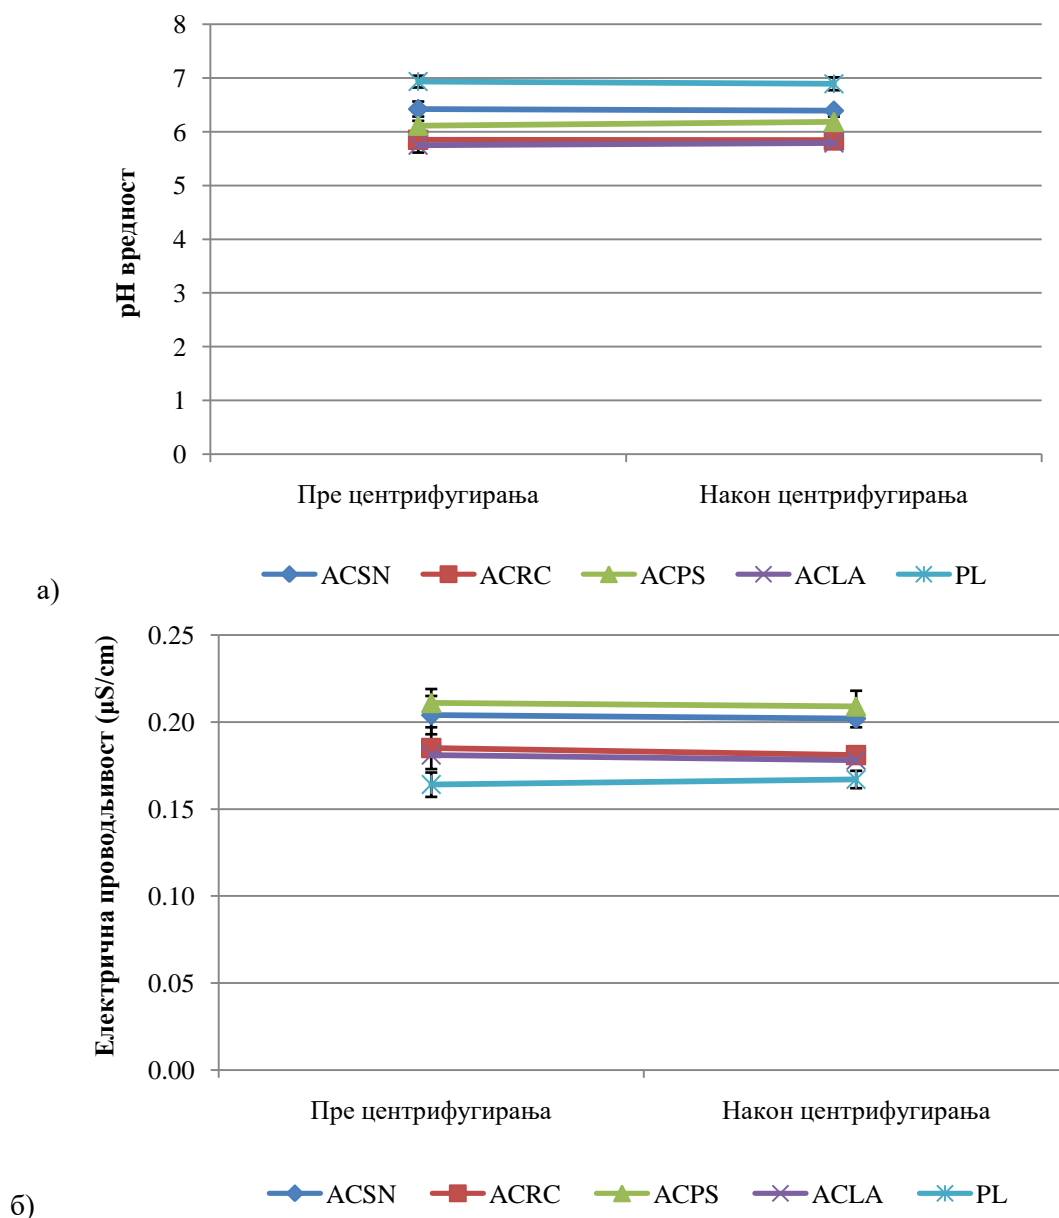 8
7
6
5
4
3
2
1
0
pH вредност
Пре центрифугирања Након центрифугирања
ACSN ACRC ACPS ACLA PL
а)
0.25
0.20
0.15
0.10
0.05
0.00
Електрична проводљивост (μS/cm)
Пре центрифугирања Након центрифугирања
ACSN ACRC ACPS ACLA PL
б)